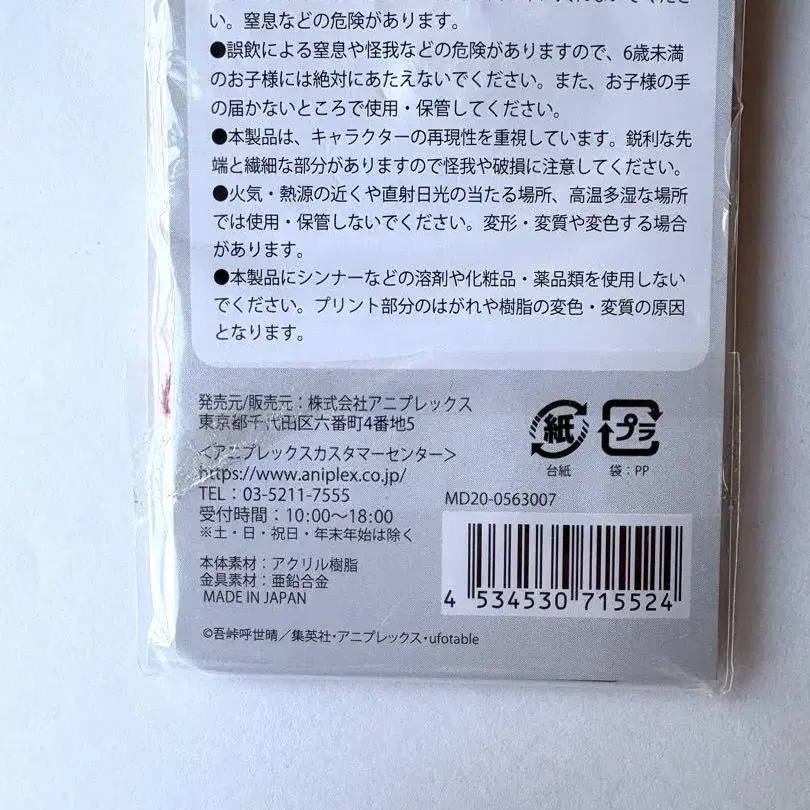 い。窒息などの危険があります。
●誤飲による窒息や怪我などの危険がありますので、6歳未満
のお子様には絶対にあたえないでください。また、お子様の手
の届かないところで使用・保管してください。
●本製品は、キャラクターの再現性を重視しています。鋭利な先
端と繊細な部分がありますので怪我や破損に注意してください。
●火気・熱源の近くや直射日光の当たる場所、高温多湿な場所
では使用・保管しないでください。変形・変質や変色する場合
があります。
●本製品にシンナーなどの溶剤や化粧品・薬品類を使用しない
でください。プリント部分のはがれや樹脂の変色・変質の原因
となります。
発売元/販売元：株式会社アニプレックス
東京都千代田区六番町4番地5
＜アニプレックスカスタマーセンター＞
https://www.aniplex.co.jp/
TEL：03-5211-7555
受付時間：10:00～18:00
※土・日・祝日・年末年始は除く
本体素材：アクリル樹脂
金具素材：亜鉛合金
MADE IN JAPAN
紙
台紙
プラ
袋：PP
MD20-0563007
4 534530 715524
©吾峠呼世晴／集英社・アニプレックス・ufotable